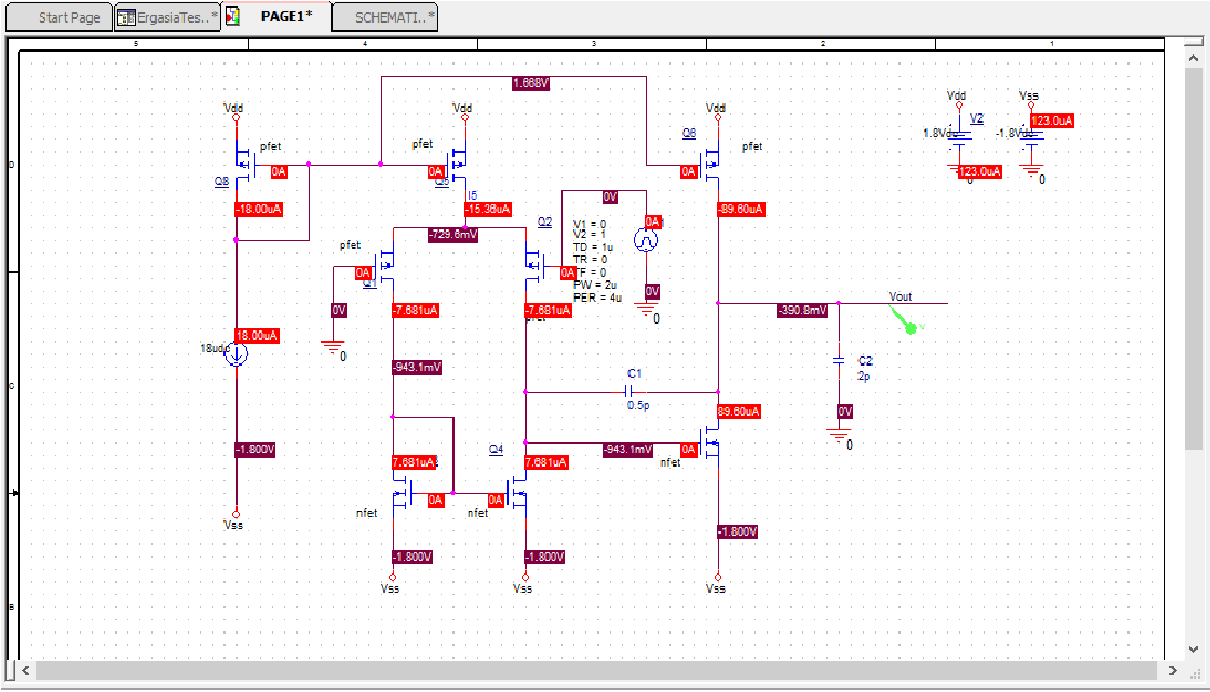 Start Page
ErgasiaTes..*
PAGE1*
SCHEMATI..*
5
4
3
2
1
1.668V
Vdd
Vdd
Vdd
Vdd
Vss
V2
1.8Vdc
-1.8Vdc
123.0uA
123.0uA
0
0
pfet
pfet
Q6
pfet
0A
0A
0A
I5
-18.00uA
-15.36uA
-89.60uA
0V
Q2
0A
V1 = 0
V2 = 1
TD = 1u
TR = 0
TF = 0
PW = 2u
PER = 4u
-729.6mV
pfet
0A
Q1
0A
0V
0
0V
0
-7.681uA
-7.681uA
-390.8mV
Vout
18.00uA
18udc
-943.1mV
C1
0.5p
C2
2p
0V
0
89.60uA
-1.800V
Q4
-943.1mV
0A
nfet
7.681uA
7.681uA
0A
0A
nfet
nfet
Vss
-1.800V
-1.800V
-1.800V
Vss
Vss
Vss
D
C
B